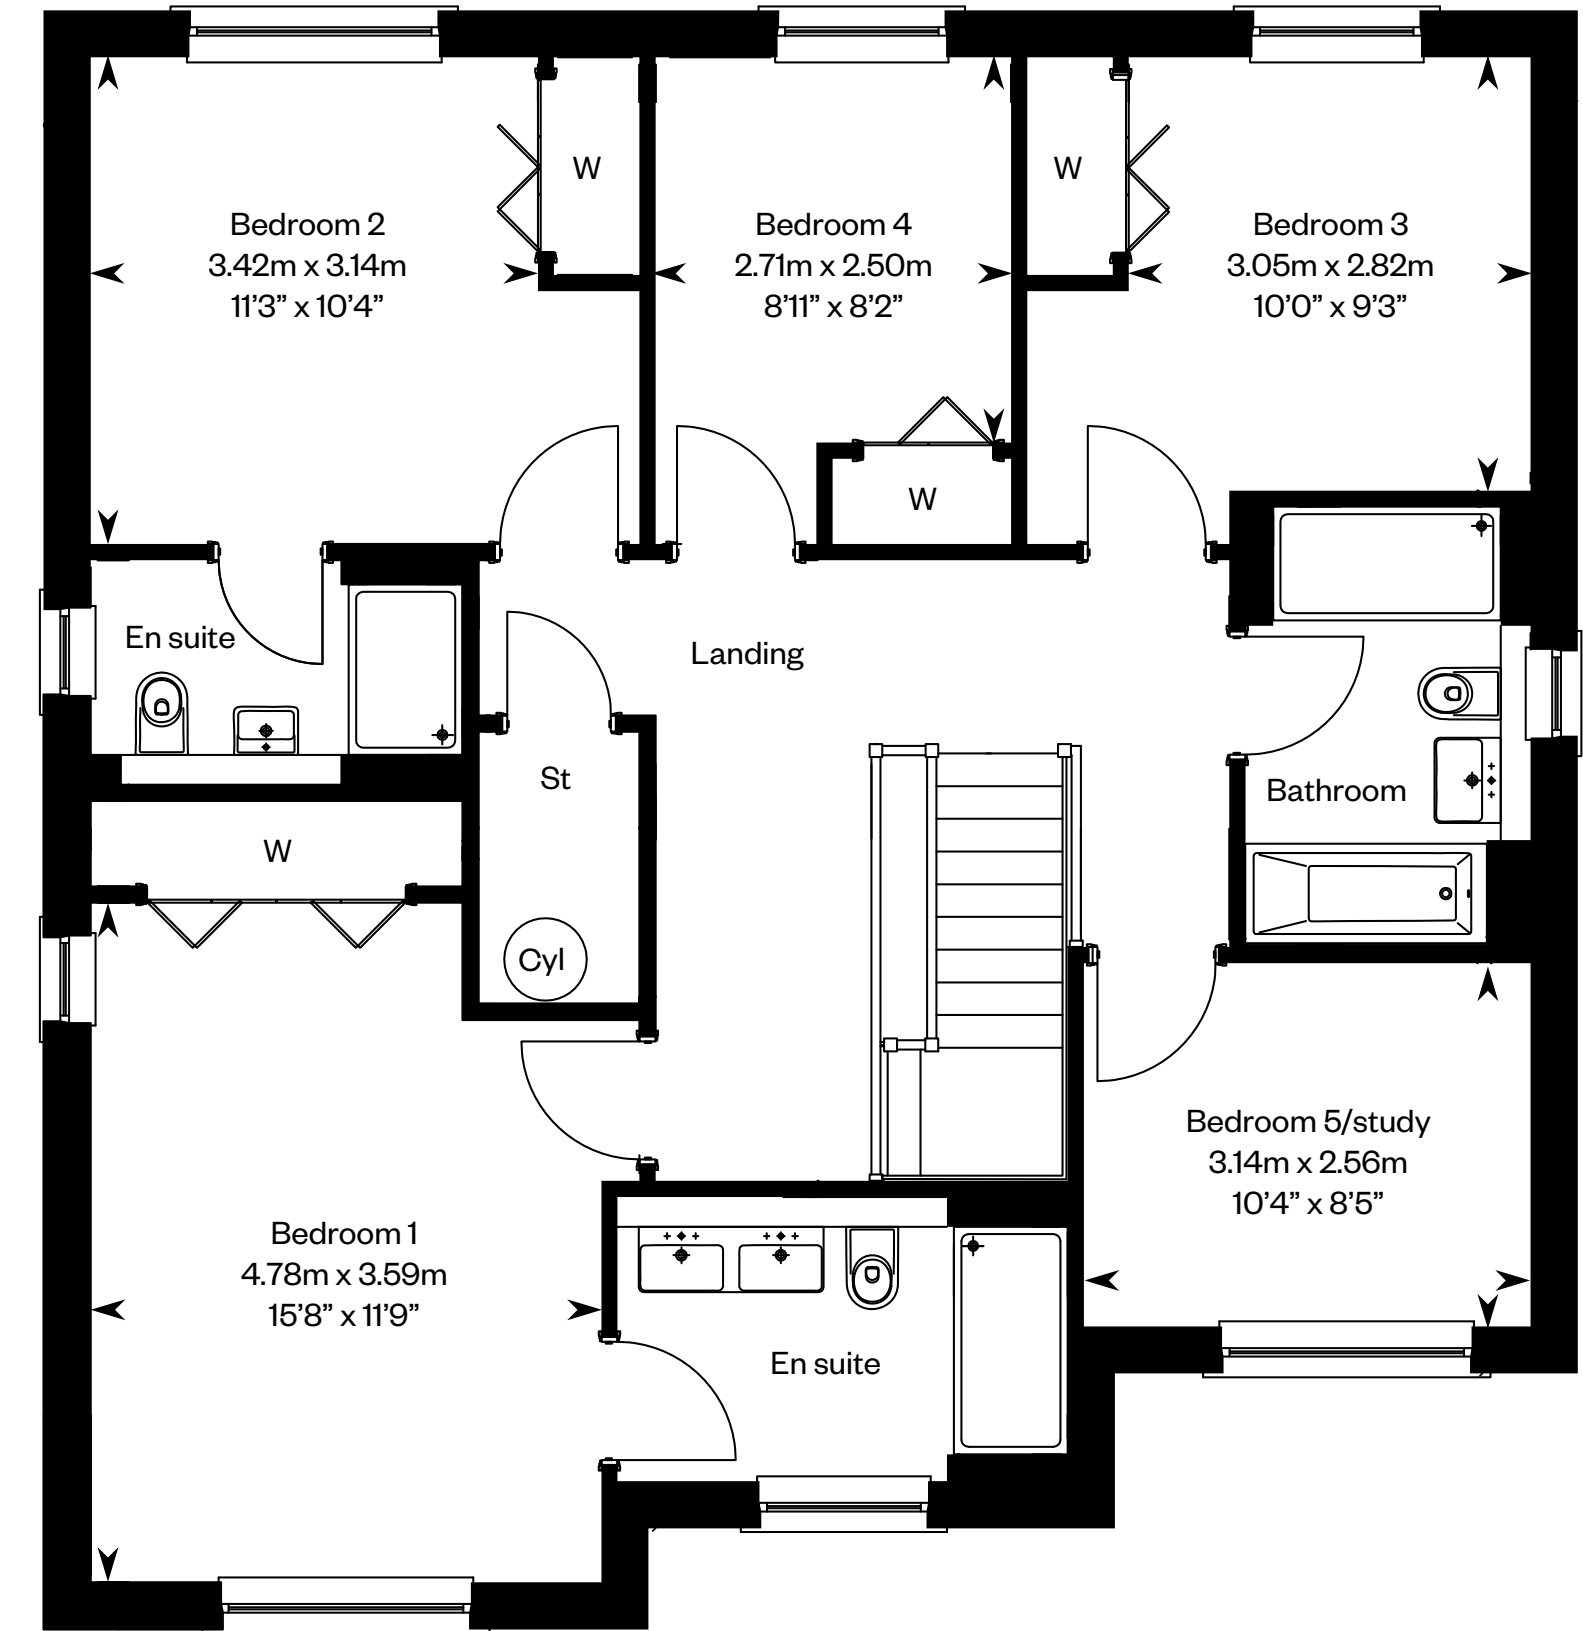 W
W
Bedroom 2
3.42m x 3.14m
11’3” x 10’4”
Bedroom 4
2.71m x 2.50m
8’11” x 8’2”
Bedroom 3
3.05m x 2.82m
10’0” x 9’3”
W
En suite
Landing
St
Bathroom
W
Cyl
Bedroom 5/study
3.14m x 2.56m
10’4” x 8’5”
Bedroom 1
4.78m x 3.59m
15’8” x 11’9”
En suite